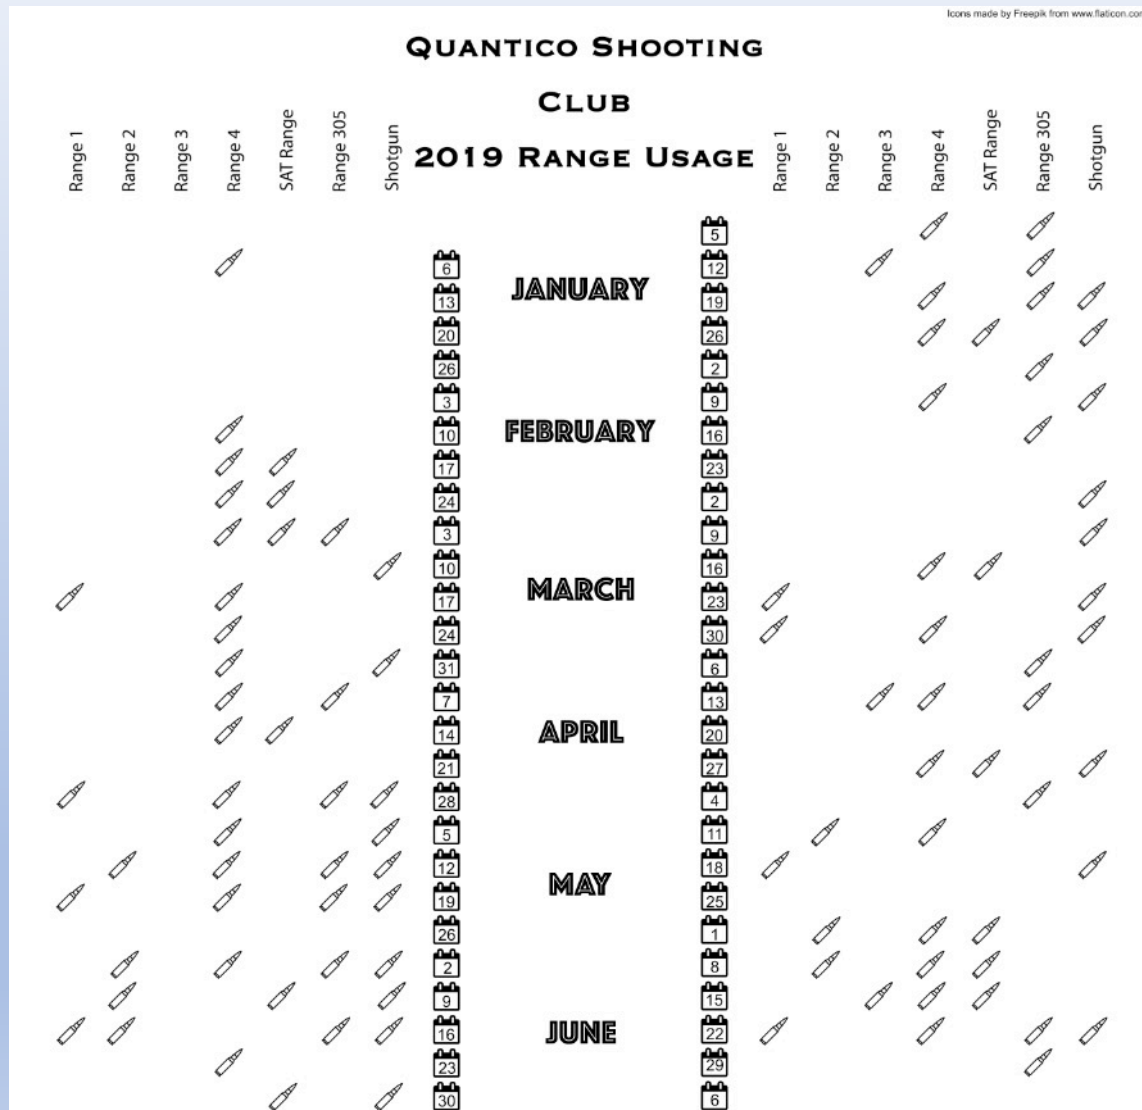 Icons made by Freepik from www.flaticon.com
QUANTICO SHOOTING
CLUB
2019 RANGE USAGE
Range 1
Range 2
Range 3
Range 4
SAT Range
Range 305
Shotgun
Range 1
Range 2
Range 3
Range 4
SAT Range
Range 305
Shotgun
5
6 12
JANUARY
13 19
20 26
26 2
3 9
FEBRUARY
10 16
17 23
24 2
3 9
10 16
MARCH
17 23
24 30
31 6
7 13
APRIL
14 20
21 27
28 4
5 11
12 18
MAY
19 25
26 1
2 8
9 15
JUNE
16 22
23 29
30 6